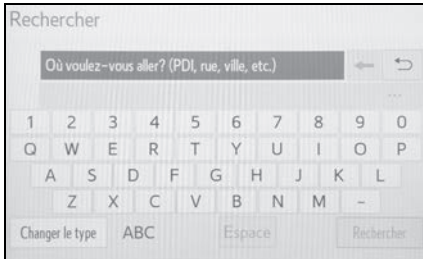 Rechercher
Où voulez-vous aller? (PDI, rue, ville, etc.)
...
1 2 3 4 5 6 7 8 9 0
Q W E R T Y U I O P
A S D F G H J K L
Z X C V B N M -
Changer le type ABC Espace Rechercher